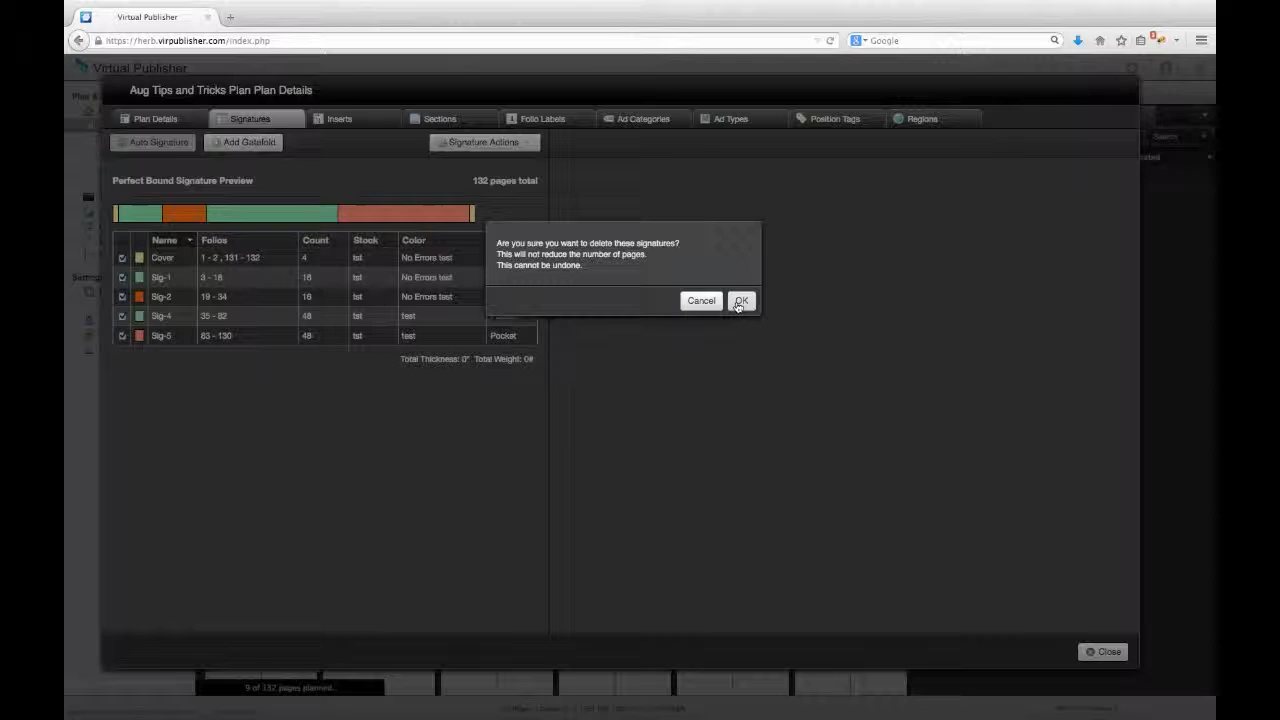 Virtual Publisher
https://herb.virpublisher.com/index.php
Google
Virtual Publisher
Aug Tips and Tricks Plan Plan Details
Plan Details Signatures Inserts Sections Folio Labels Ad Categories Ad Types Position Tags Regions
Auto Signature Add Gatefold Signature Actions
Search
Perfect Bound Signature Preview 132 pages total
Name Folios Count Stock Color
Cover 1 - 2 , 131 - 132 4 tst No Errors test
Sig-1 3 - 18 16 tst No Errors test
Sig-2 19 - 34 16 tst No Errors test
Sig-4 35 - 82 48 tst test
Sig-5 83 - 130 48 tst test Pocket
Total Thickness: 0" Total Weight: 0#
Are you sure you want to delete these signatures?
This will not reduce the number of pages.
This cannot be undone.
Cancel OK
Close
9 of 132 pages planned.